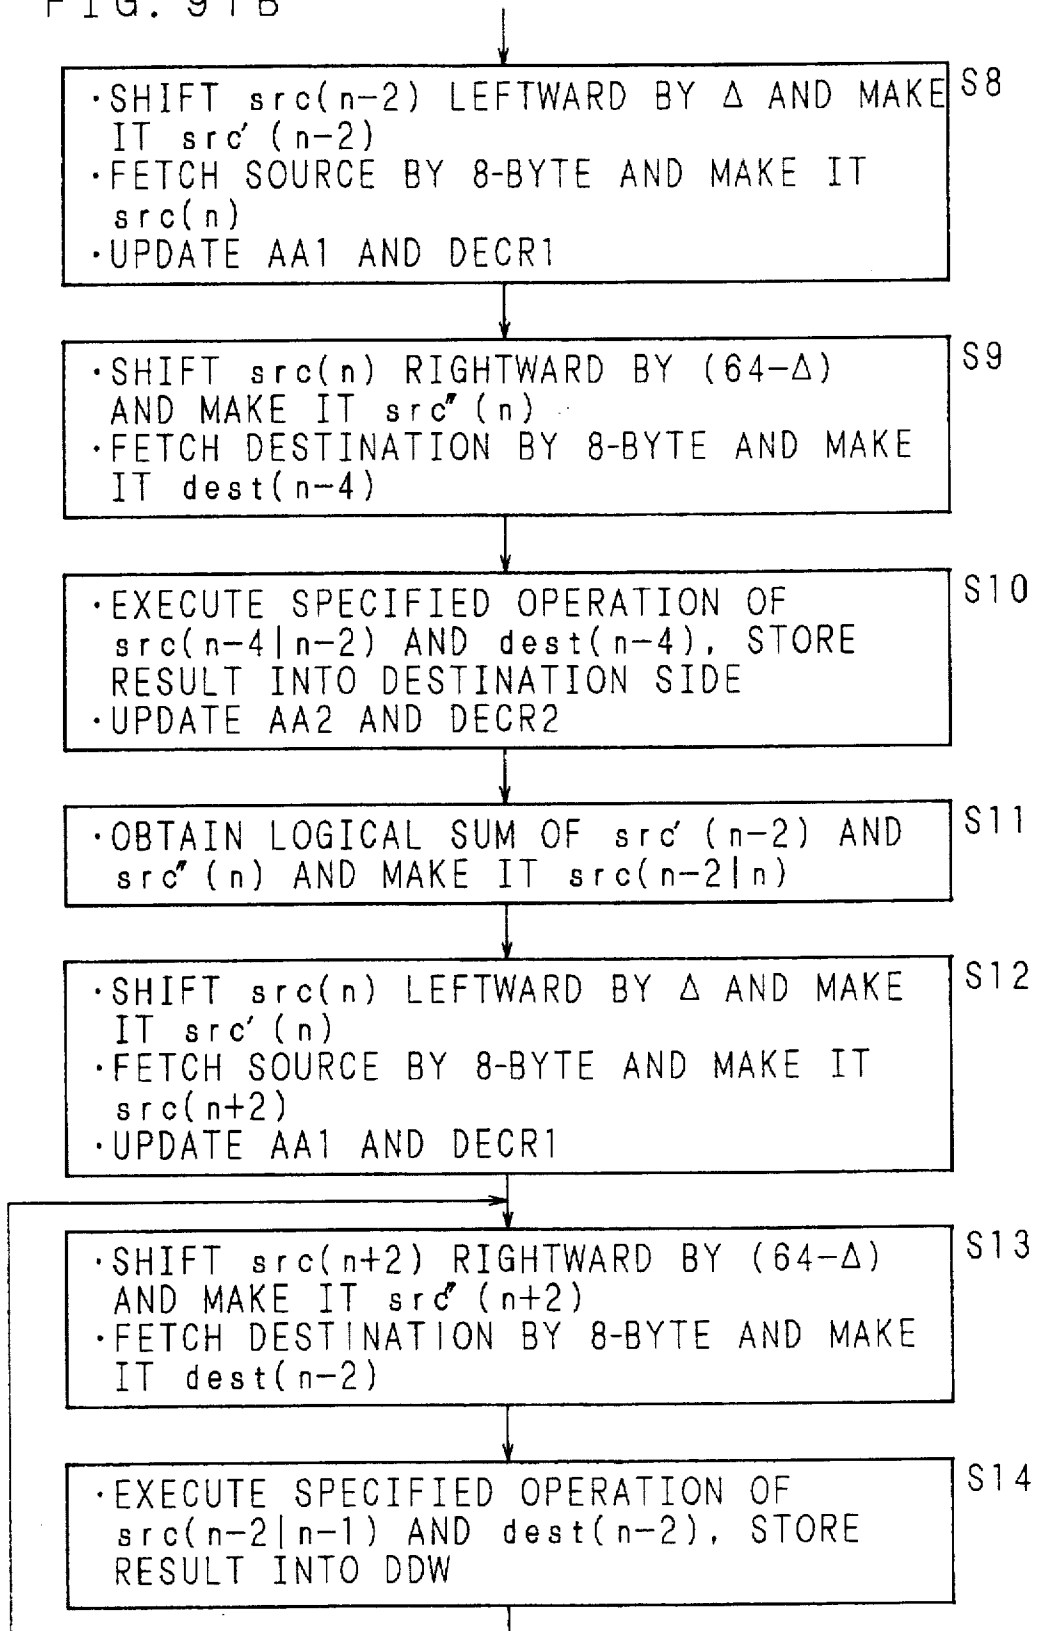 FIG. 91B
·SHIFT src(n-2) LEFTWARD BY Δ AND MAKE
IT src′(n-2)
·FETCH SOURCE BY 8-BYTE AND MAKE IT
src(n)
·UPDATE AA1 AND DECR1
S8
·SHIFT src(n) RIGHTWARD BY (64-Δ)
AND MAKE IT src″(n)
·FETCH DESTINATION BY 8-BYTE AND MAKE
IT dest(n-4)
S9
·EXECUTE SPECIFIED OPERATION OF
src(n-4|n-2) AND dest(n-4), STORE
RESULT INTO DESTINATION SIDE
·UPDATE AA2 AND DECR2
S10
·OBTAIN LOGICAL SUM OF src′(n-2) AND
src″(n) AND MAKE IT src(n-2|n)
S11
·SHIFT src(n) LEFTWARD BY Δ AND MAKE
IT src′(n)
·FETCH SOURCE BY 8-BYTE AND MAKE IT
src(n+2)
·UPDATE AA1 AND DECR1
S12
·SHIFT src(n+2) RIGHTWARD BY (64-Δ)
AND MAKE IT src″(n+2)
·FETCH DESTINATION BY 8-BYTE AND MAKE
IT dest(n-2)
S13
·EXECUTE SPECIFIED OPERATION OF
src(n-2|n-1) AND dest(n-2), STORE
RESULT INTO DDW
S14